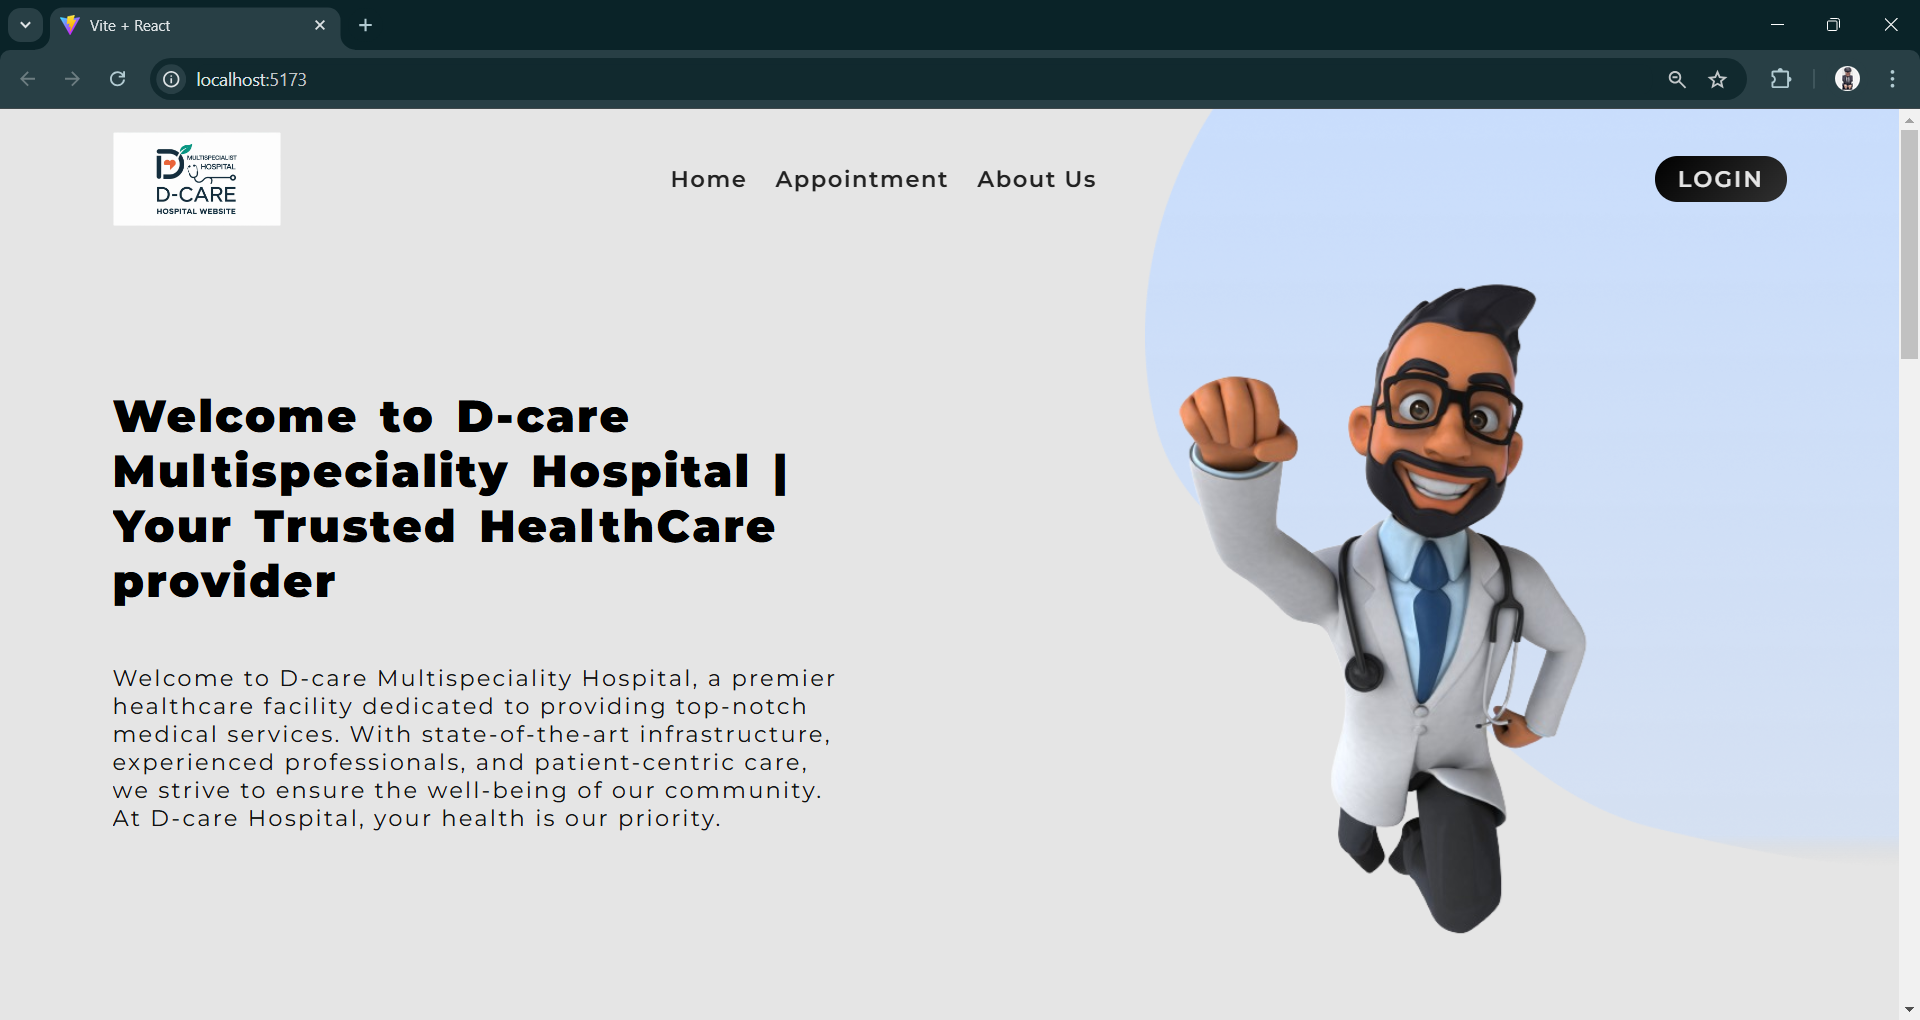 Vite + React
localhost:5173
MULTISPECIALIST
HOSPITAL
D-CARE
HOSPITAL WEBSITE
Home Appointment About Us
LOGIN
Welcome to D-care
Multispeciality Hospital |
Your Trusted HealthCare
provider
Welcome to D-care Multispeciality Hospital, a premier
healthcare facility dedicated to providing top-notch
medical services. With state-of-the-art infrastructure,
experienced professionals, and patient-centric care,
we strive to ensure the well-being of our community.
At D-care Hospital, your health is our priority.